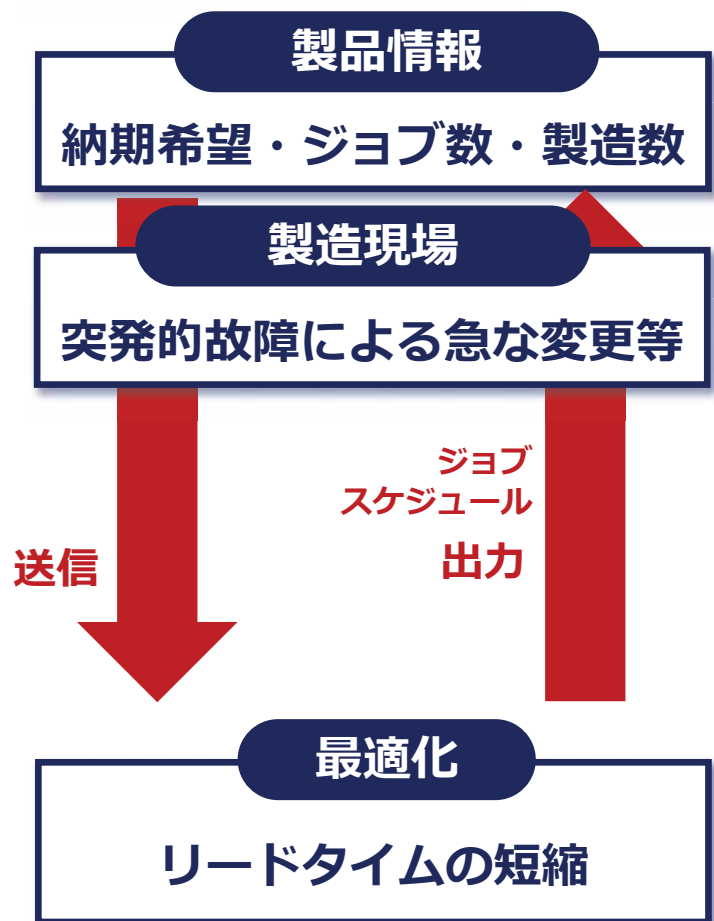 製品情報
納期希望・ジョブ数・製造数
製造現場
突発的故障による急な変更等
ジョブ
スケジュール
出力
送信
最適化
リードタイムの短縮